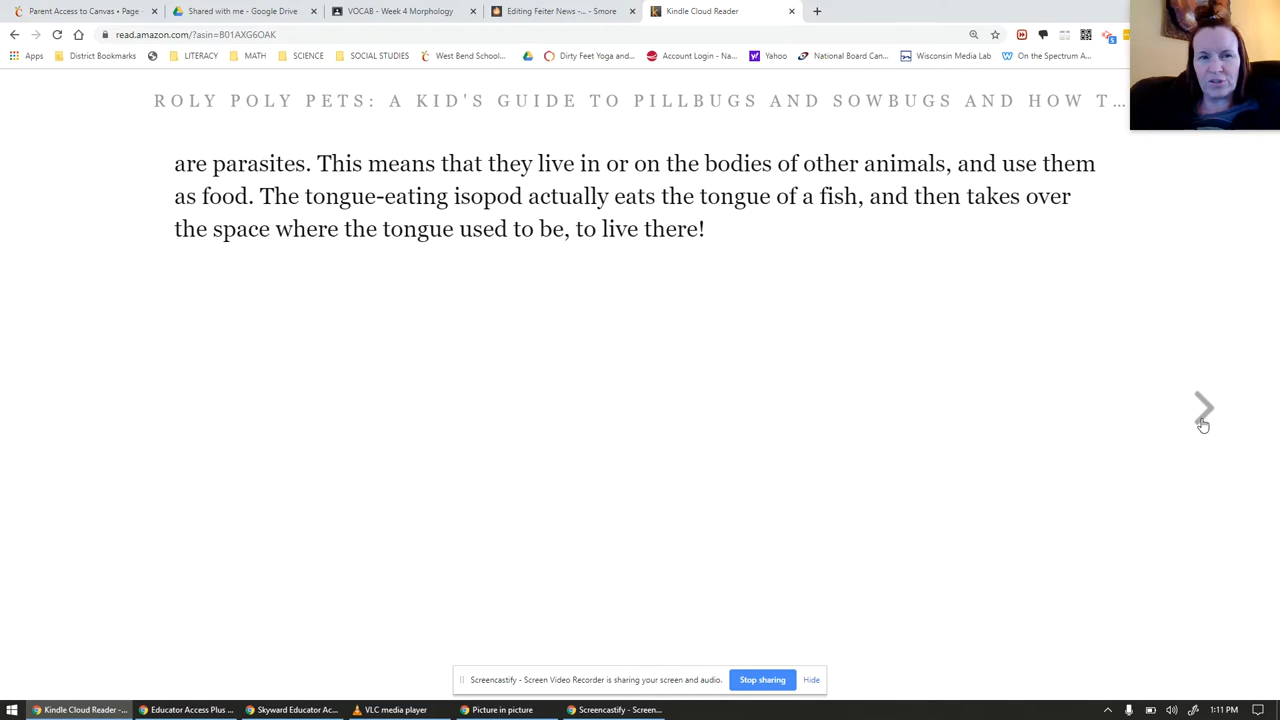 Parent Access to Canvas - Page -
Shared with me - Google Drive
VOCAB - Week 4 Morphology
Editing Feiter News -... - Smore
Kindle Cloud Reader
read.amazon.com/?asin=B01AXG6OAK
Apps
District Bookmarks
LITERACY
MATH
SCIENCE
SOCIAL STUDIES
West Bend School...
Dirty Feet Yoga and...
Account Login - Na...
Yahoo
National Board Can...
Wisconsin Media Lab
On the Spectrum A...
ROLY POLY PETS: A KID'S GUIDE TO PILLBUGS AND SOWBUGS AND HOW T...
are parasites. This means that they live in or on the bodies of other animals, and use them
as food. The tongue-eating isopod actually eats the tongue of a fish, and then takes over
the space where the tongue used to be, to live there!
Screencastify - Screen Video Recorder is sharing your screen and audio.
Stop sharing
Hide
Kindle Cloud Reader -...
Educator Access Plus ...
Skyward Educator Ac...
VLC media player
Picture in picture
Screencastify - Screen...
1:11 PM